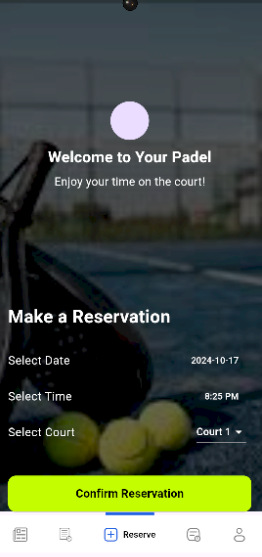 Welcome to Your Padel
Enjoy your time on the court!
Make a Reservation
Select Date 2024-10-17
Select Time 8:25 PM
Select Court Court 1
Confirm Reservation
Reserve